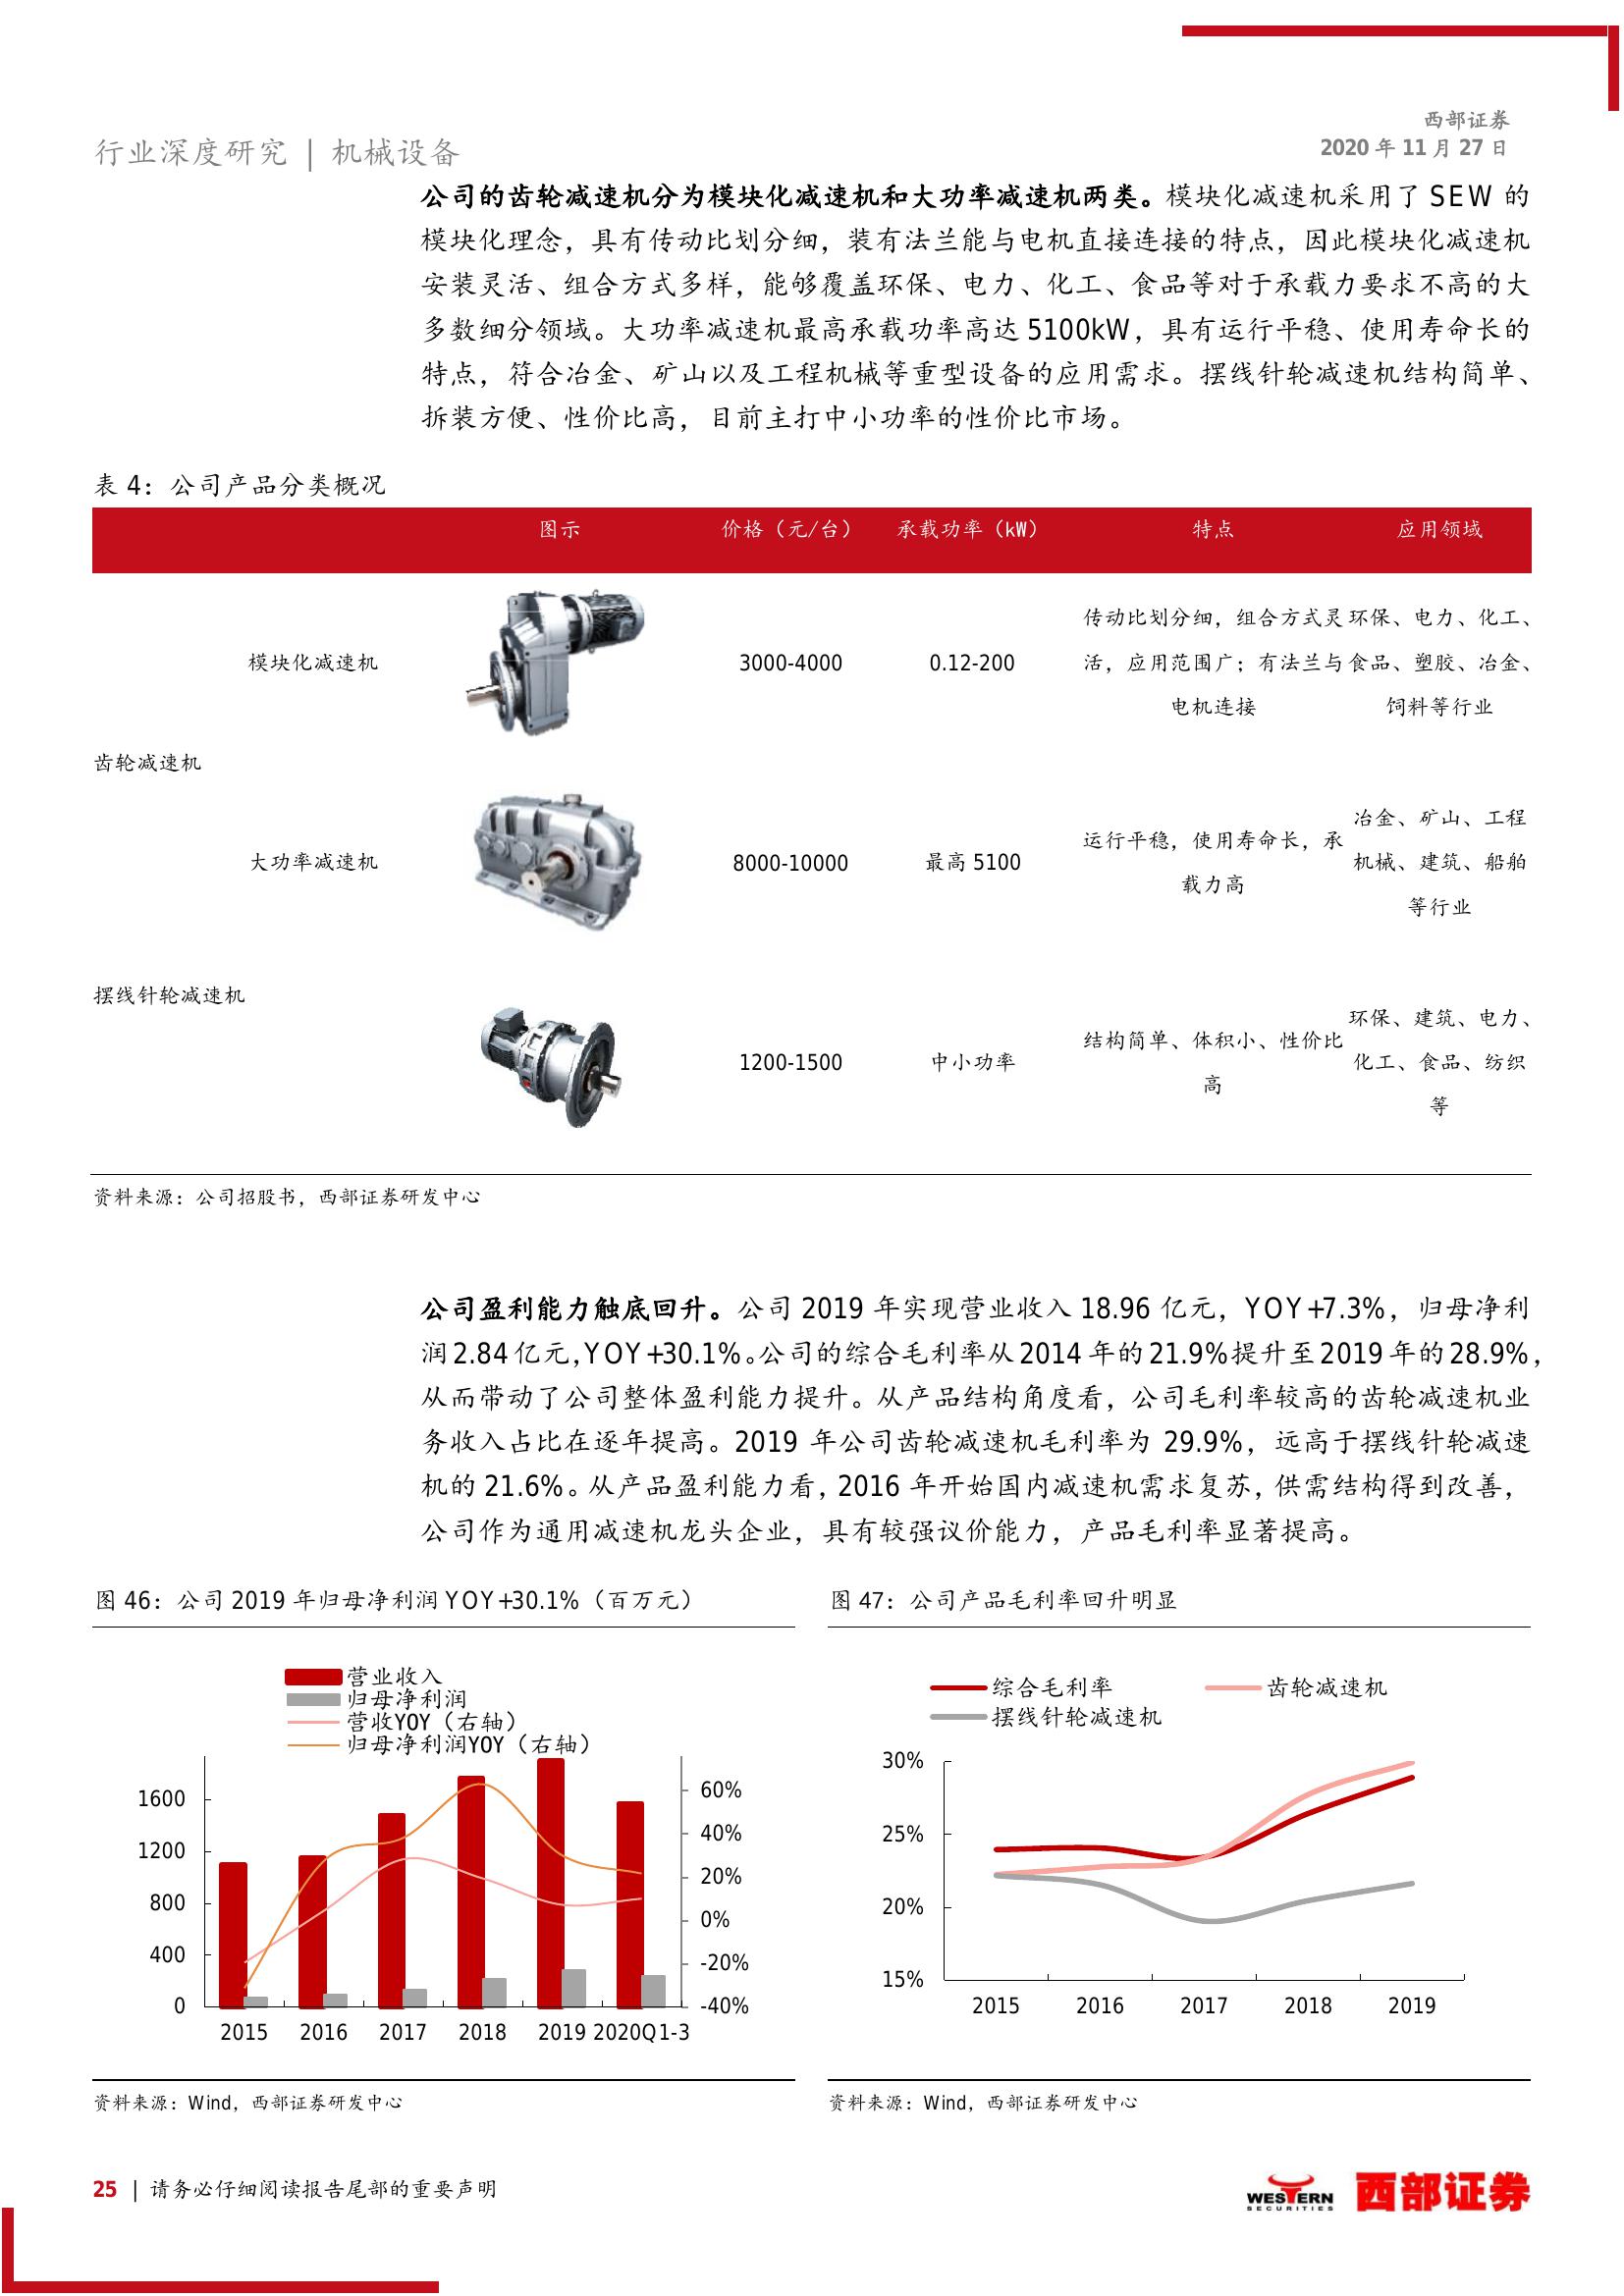 西部证券
2020 年 11 月 27 日
行业深度研究 | 机械设备
公司的齿轮减速机分为模块化减速机和大功率减速机两类。模块化减速机采用了 SEW 的
模块化理念，具有传动比划分细，装有法兰能与电机直接连接的特点，因此模块化减速机
安装灵活、组合方式多样，能够覆盖环保、电力、化工、食品等对于承载力要求不高的大
多数细分领域。大功率减速机最高承载功率高达 5100kW，具有运行平稳、使用寿命长的
特点，符合冶金、矿山以及工程机械等重型设备的应用需求。摆线针轮减速机结构简单、
拆装方便、性价比高，目前主打中小功率的性价比市场。
表 4：公司产品分类概况
图示 价格（元/台） 承载功率（kW） 特点 应用领域
传动比划分细，组合方式灵 环保、电力、化工、
模块化减速机 3000-4000 0.12-200 活，应用范围广；有法兰与 食品、塑胶、冶金、
电机连接 饲料等行业
齿轮减速机
冶金、矿山、工程
运行平稳，使用寿命长，承
大功率减速机 8000-10000 最高 5100 机械、建筑、船舶
载力高
等行业
摆线针轮减速机
环保、建筑、电力、
结构简单、体积小、性价比
1200-1500 中小功率 化工、食品、纺织
高
等
资料来源：公司招股书，西部证券研发中心
公司盈利能力触底回升。公司 2019 年实现营业收入 18.96 亿元，YOY+7.3%，归母净利
润 2.84 亿元，YOY+30.1%。公司的综合毛利率从 2014 年的 21.9%提升至 2019 年的 28.9%，
从而带动了公司整体盈利能力提升。从产品结构角度看，公司毛利率较高的齿轮减速机业
务收入占比在逐年提高。2019 年公司齿轮减速机毛利率为 29.9%，远高于摆线针轮减速
机的 21.6%。从产品盈利能力看，2016 年开始国内减速机需求复苏，供需结构得到改善，
公司作为通用减速机龙头企业，具有较强议价能力，产品毛利率显著提高。
图 46：公司 2019 年归母净利润 YOY+30.1%（百万元）
营业收入
归母净利润
营收YOY（右轴）
归母净利润YOY（右轴）
1600
1200
800
400
0
60%
40%
20%
0%
-20%
-40%
2015 2016 2017 2018 2019 2020Q1-3
资料来源：Wind，西部证券研发中心
图 47：公司产品毛利率回升明显
综合毛利率 齿轮减速机
摆线针轮减速机
30%
25%
20%
15%
2015 2016 2017 2018 2019
资料来源：Wind，西部证券研发中心
25 | 请务必仔细阅读报告尾部的重要声明
WESTERN
SECURITIES
西部证券